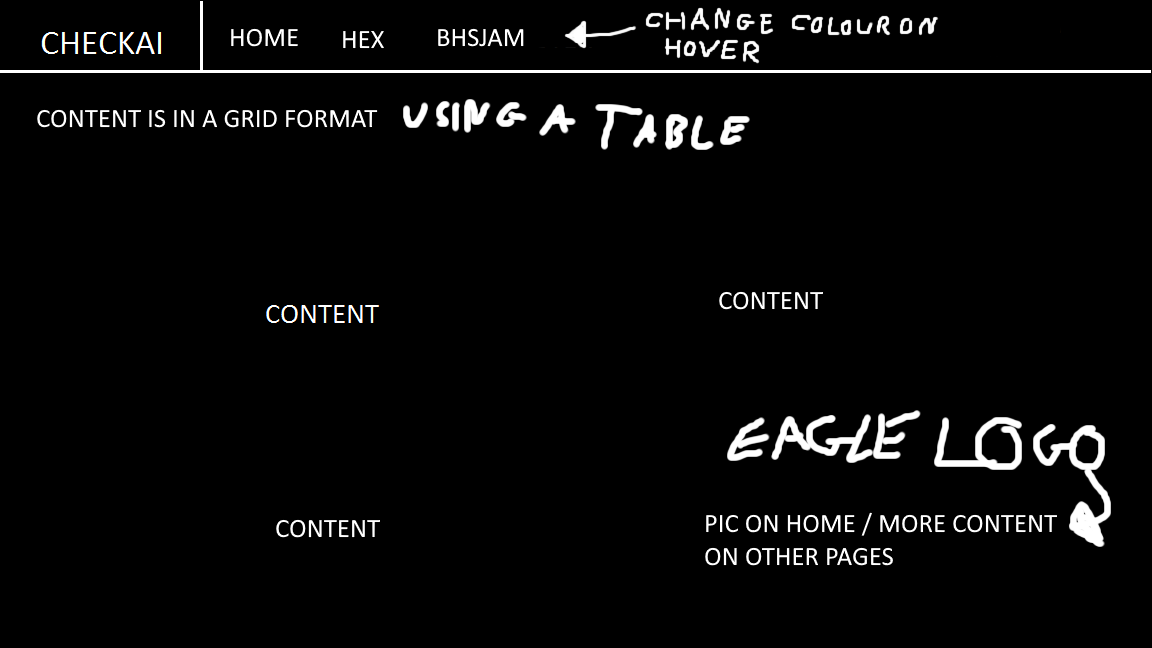 CHECKAI
HOME HEX BHSJAM
CHANGE COLOUR ON
HOVER
CONTENT IS IN A GRID FORMAT USING A TABLE
CONTENT CONTENT
EAGLE LOGO
CONTENT
PIC ON HOME / MORE CONTENT
ON OTHER PAGES